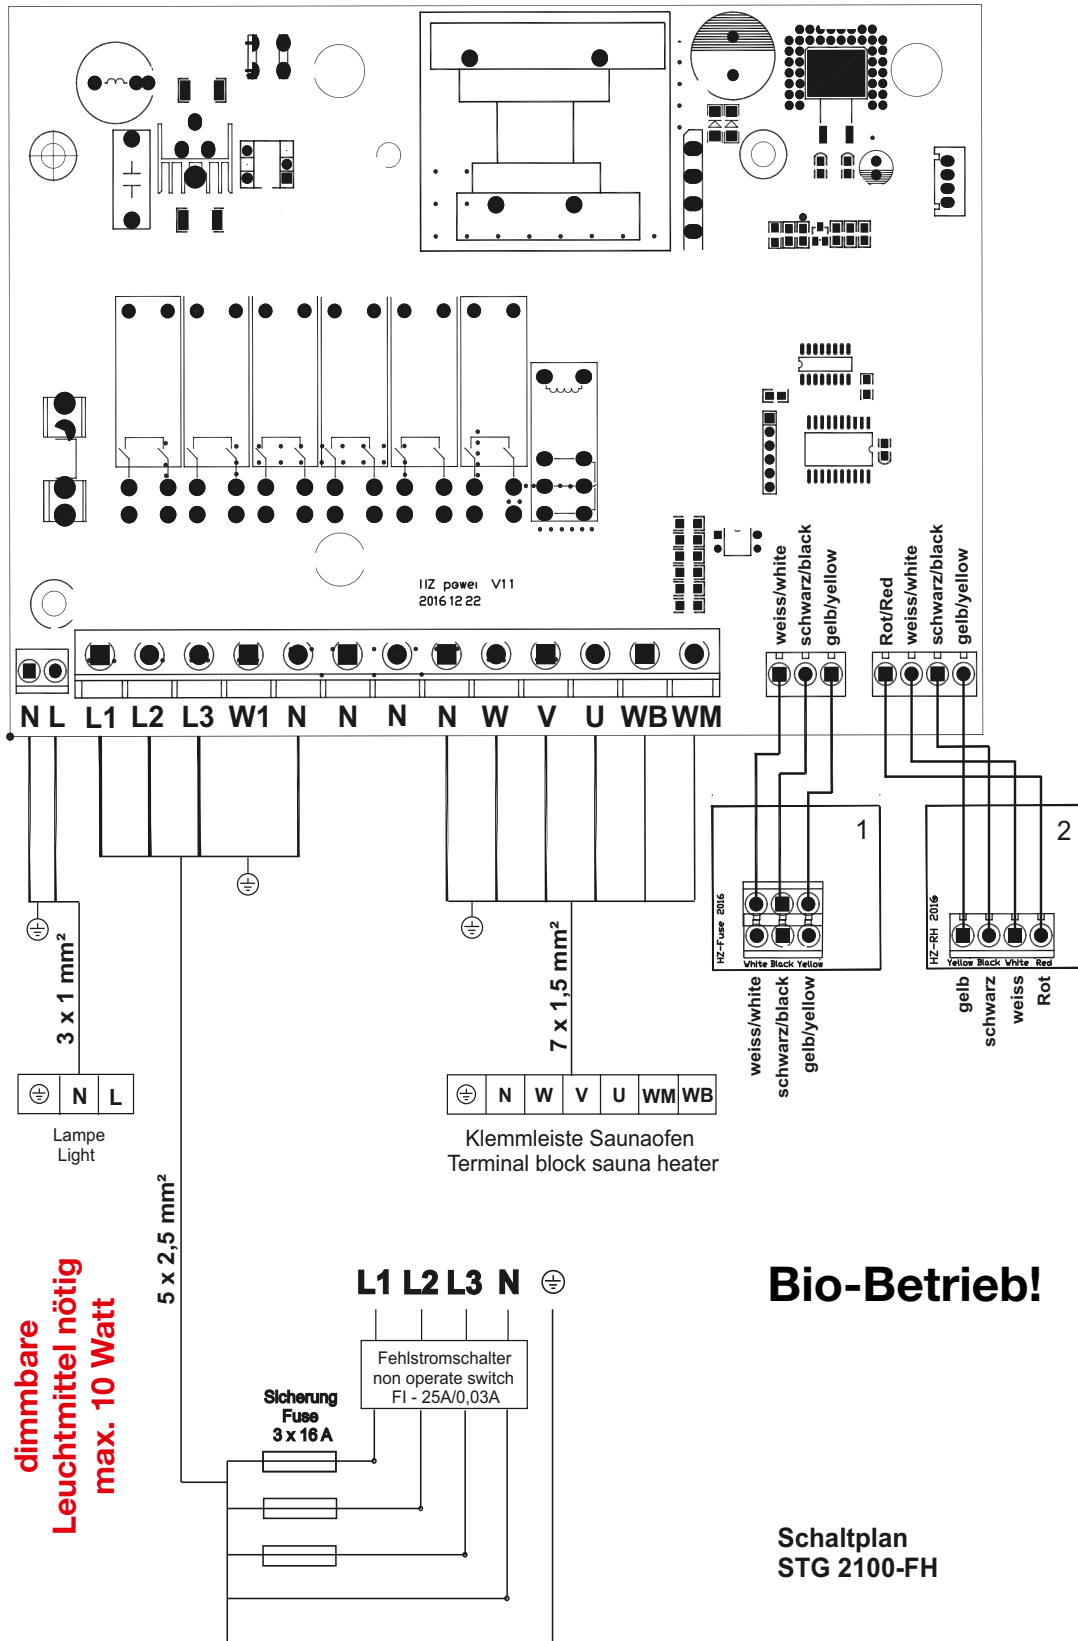 weiss/white
schwarz/black
gelb/yellow
Rot/Red
weiss/white
schwarz/black
gelb/yellow
HZ power V11
2016 12 22
N L L1 L2 L3 W1 N N N N W V U WB WM
1
2
HZ-Fuse 2016
White Black Yellow
HZ-RH 2016
Yellow Black White Red
weiss/white
schwarz/black
gelb/yellow
gelb
schwarz
weiss
Rot
3 x 1 mm²
7 x 1,5 mm²
N L
Lampe
Light
N W V U WM WB
Klemmleiste Saunaofen
Terminal block sauna heater
5 x 2,5 mm²
dimmbare
Leuchtmittel nötig
max. 10 Watt
L1 L2 L3 N
Bio-Betrieb!
Fehlstromschalter
non operate switch
FI - 25A/0,03A
Sicherung
Fuse
3 x 16 A
Schaltplan
STG 2100-FH